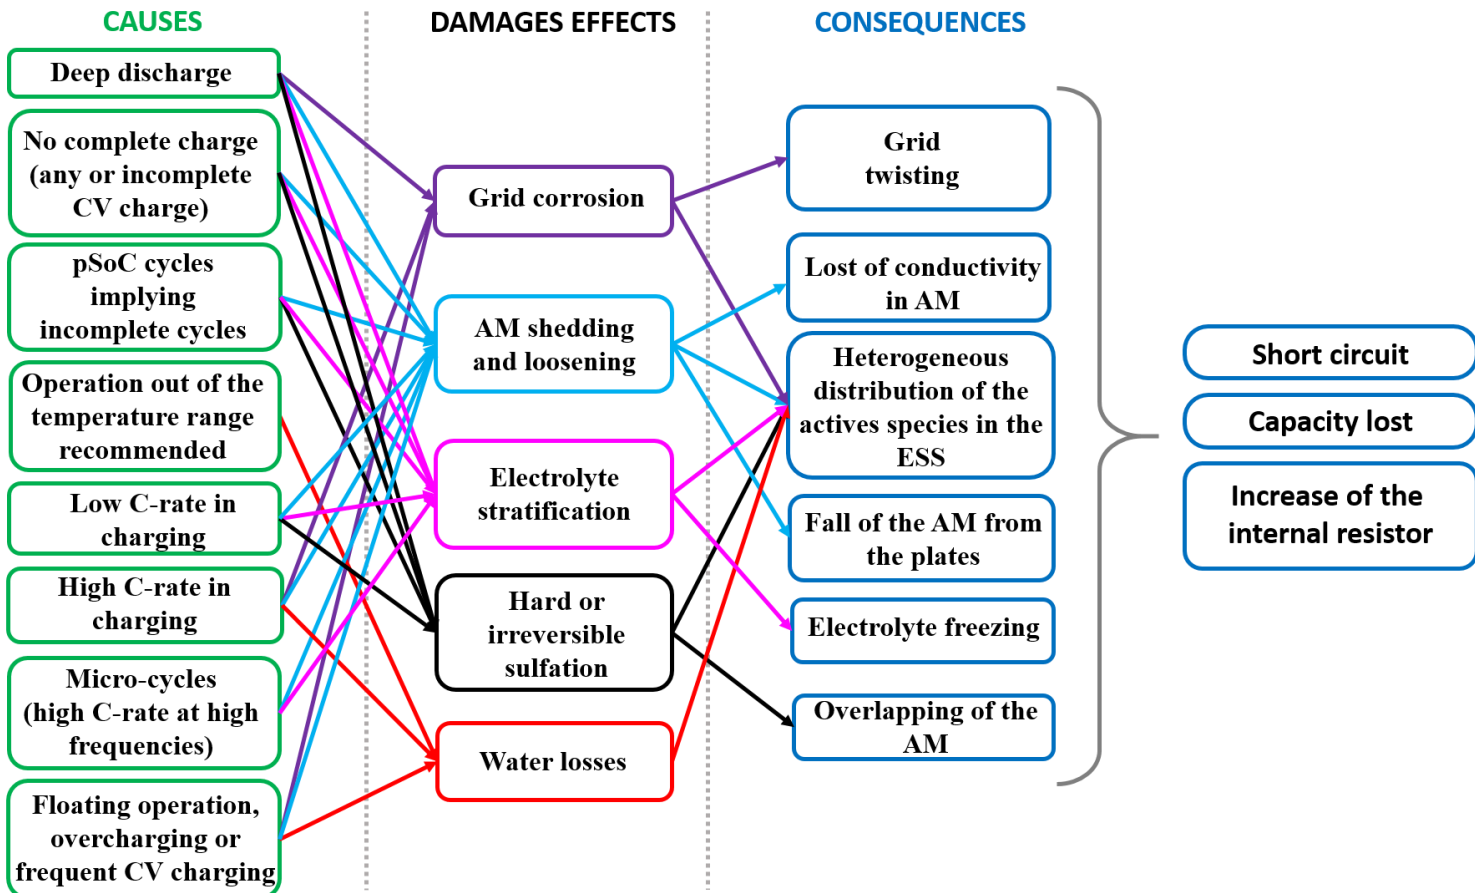 CAUSES
DAMAGES EFFECTS
CONSEQUENCES
Deep discharge
No complete charge
(any or incomplete
CV charge)
pSoC cycles
implying
incomplete cycles
Operation out of the
temperature range
recommended
Low C-rate in
charging
High C-rate in
charging
Micro-cycles
(high C-rate at high
frequencies)
Floating operation,
overcharging or
frequent CV charging
Grid corrosion
AM shedding
and loosening
Electrolyte
stratification
Hard or
irreversible
sulfation
Water losses
Grid
twisting
Lost of conductivity
in AM
Heterogeneous
distribution of the
actives species in the
ESS
Fall of the AM from
the plates
Electrolyte freezing
Overlapping of the
AM
Short circuit
Capacity lost
Increase of the
internal resistor